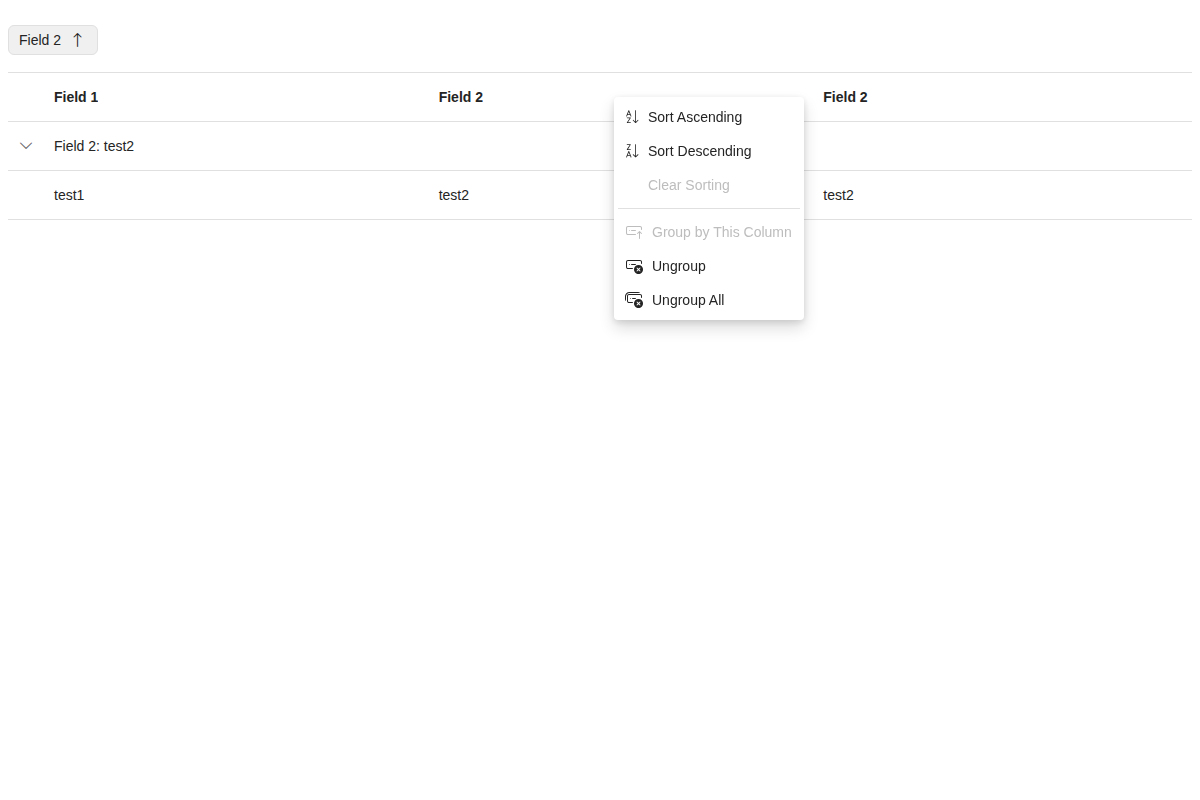 Field 2
Field 1 Field 2 Field 2
Field 2: test2
test1 test2 test2
Sort Ascending
Sort Descending
Clear Sorting
Group by This Column
Ungroup
Ungroup All